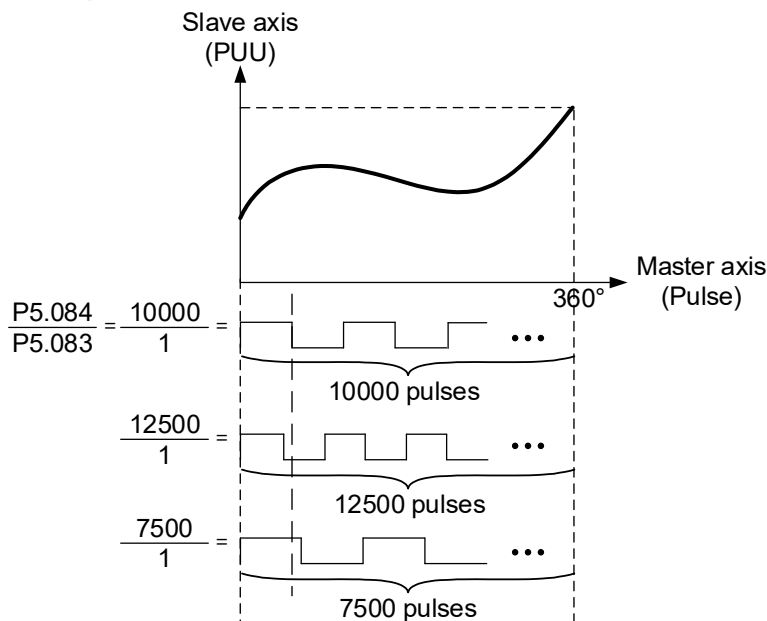 Slave axis
(PUU)
Master axis
(Pulse)
360°
P5.084
P5.083
=
10000
1
=
•••
10000 pulses
12500
1
=
•••
12500 pulses
7500
1
=
•••
7500 pulses